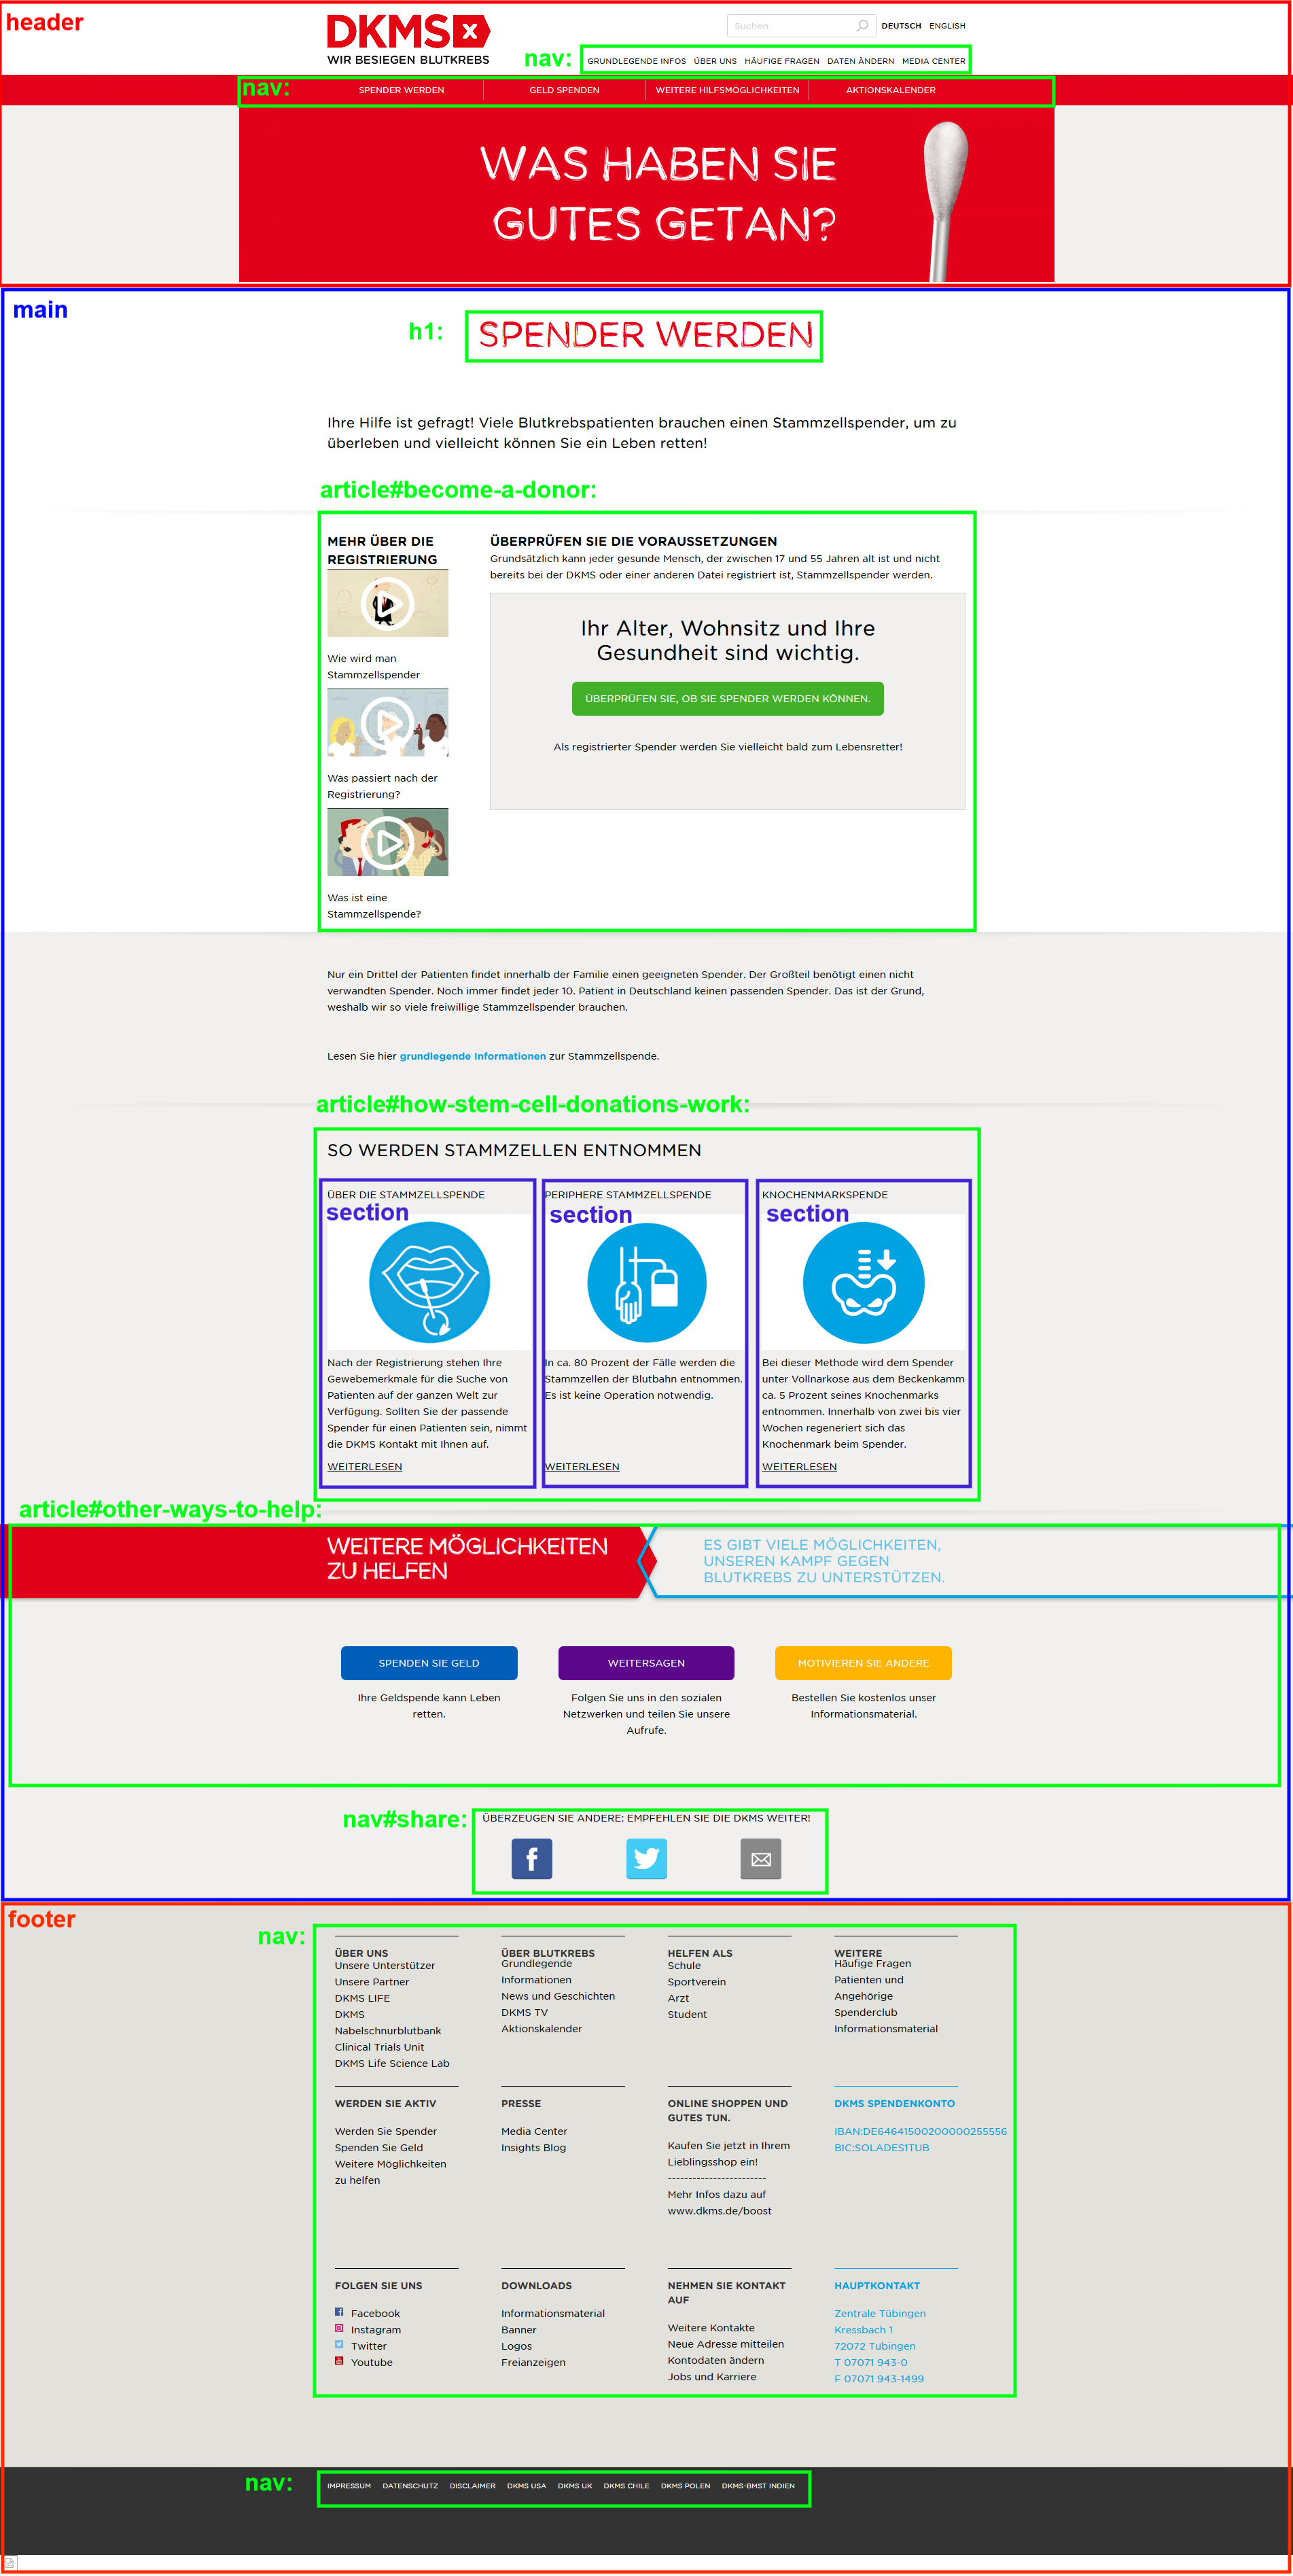 header
DKMS x
WIR BESIEGEN BLUTKREBS
Suchen
DEUTSCH ENGLISH
nav:
GRUNDLEGENDE INFOS ÜBER UNS HÄUFIGE FRAGEN DATEN ÄNDERN MEDIA CENTER
nav:
SPENDER WERDEN GELD SPENDEN WEITERE HILFSMÖGLICHKEITEN AKTIONSKALENDER
WAS HABEN SIE
GUTES GETAN?
main
h1:
SPENDER WERDEN
Ihre Hilfe ist gefragt! Viele Blutkrebspatienten brauchen einen Stammzellspender, um zu
überleben und vielleicht können Sie ein Leben retten!
article#become-a-donor:
MEHR ÜBER DIE
REGISTRIERUNG
Wie wird man
Stammzellspender
Was passiert nach der
Registrierung?
Was ist eine
Stammzellspende?
ÜBERPRÜFEN SIE DIE VORAUSSETZUNGEN
Grundsätzlich kann jeder gesunde Mensch, der zwischen 17 und 55 Jahren alt ist und nicht
bereits bei der DKMS oder einer anderen Datei registriert ist, Stammzellspender werden.
Ihr Alter, Wohnsitz und Ihre
Gesundheit sind wichtig.
ÜBERPRÜFEN SIE, OB SIE SPENDER WERDEN KÖNNEN.
Als registrierter Spender werden Sie vielleicht bald zum Lebensretter!
Nur ein Drittel der Patienten findet innerhalb der Familie einen geeigneten Spender. Der Großteil benötigt einen nicht
verwandten Spender. Noch immer findet jeder 10. Patient in Deutschland keinen passenden Spender. Das ist der Grund,
weshalb wir so viele freiwillige Stammzellspender brauchen.
Lesen Sie hier grundlegende Informationen zur Stammzellspende.
article#how-stem-cell-donations-work:
SO WERDEN STAMMZELLEN ENTNOMMEN
ÜBER DIE STAMMZELLSPENDE
section
Nach der Registrierung stehen Ihre
Gewebemerkmale für die Suche von
Patienten auf der ganzen Welt zur
Verfügung. Sollten Sie der passende
Spender für einen Patienten sein, nimmt
die DKMS Kontakt mit Ihnen auf.
WEITERLESEN
PERIPHERE STAMMZELLSPENDE
section
In ca. 80 Prozent der Fälle werden die
Stammzellen der Blutbahn entnommen.
Es ist keine Operation notwendig.
WEITERLESEN
KNOCHENMARKSPENDE
section
Bei dieser Methode wird dem Spender
unter Vollnarkose aus dem Beckenkamm
ca. 5 Prozent seines Knochenmarks
entnommen. Innerhalb von zwei bis vier
Wochen regeneriert sich das
Knochenmark beim Spender.
WEITERLESEN
article#other-ways-to-help:
WEITERE MÖGLICHKEITEN
ZU HELFEN
ES GIBT VIELE MÖGLICHKEITEN,
UNSEREN KAMPF GEGEN
BLUTKREBS ZU UNTERSTÜTZEN.
SPENDEN SIE GELD
Ihre Geldspende kann Leben
retten.
WEITERSAGEN
Folgen Sie uns in den sozialen
Netzwerken und teilen Sie unsere
Aufrufe.
MOTIVIEREN SIE ANDERE
Bestellen Sie kostenlos unser
Informationsmaterial.
nav#share:
ÜBERZEUGEN SIE ANDERE: EMPFEHLEN SIE DIE DKMS WEITER!
f
footer
nav:
ÜBER UNS
Unsere Unterstützer
Unsere Partner
DKMS LIFE
DKMS
Nabelschnurblutbank
Clinical Trials Unit
DKMS Life Science Lab
ÜBER BLUTKREBS
Grundlegende
Informationen
News und Geschichten
DKMS TV
Aktionskalender
HELFEN ALS
Schule
Sportverein
Arzt
Student
WEITERE
Häufige Fragen
Patienten und
Angehörige
Spenderclub
Informationsmaterial
WERDEN SIE AKTIV
Werden Sie Spender
Spenden Sie Geld
Weitere Möglichkeiten
zu helfen
PRESSE
Media Center
Insights Blog
ONLINE SHOPPEN UND
GUTES TUN.
Kaufen Sie jetzt in Ihrem
Lieblingsshop ein!
------------------------
Mehr Infos dazu auf
www.dkms.de/boost
DKMS SPENDENKONTO
IBAN:DE64641500200000255556
BIC:SOLADES1TUB
FOLGEN SIE UNS
Facebook
Instagram
Twitter
Youtube
DOWNLOADS
Informationsmaterial
Banner
Logos
Freianzeigen
NEHMEN SIE KONTAKT
AUF
Weitere Kontakte
Neue Adresse mitteilen
Kontodaten ändern
Jobs und Karriere
HAUPTKONTAKT
Zentrale Tübingen
Kressbach 1
72072 Tübingen
T 07071 943-0
F 07071 943-1499
nav:
IMPRESSUM DATENSCHUTZ DISCLAIMER DKMS USA DKMS UK DKMS CHILE DKMS POLEN DKMS-BMST INDIEN